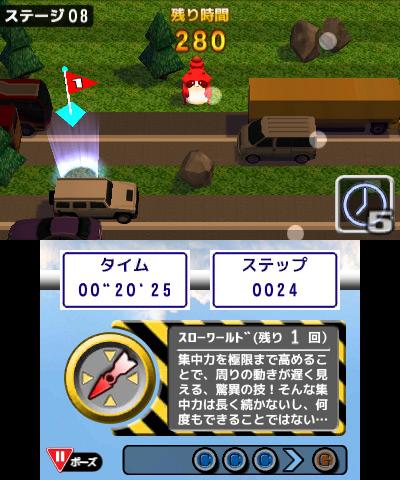 ステージ08
残り時間
280
1
5
タイム
ステップ
00"20'25
0024
スローワールド(残り 1 回)
集中力を極限まで高めるこ
とで、周りの動きが遅く見
える、驚異の技！そんな集
中力は長く続かないし、何
度もできることではない…
ポーズ
C C C G